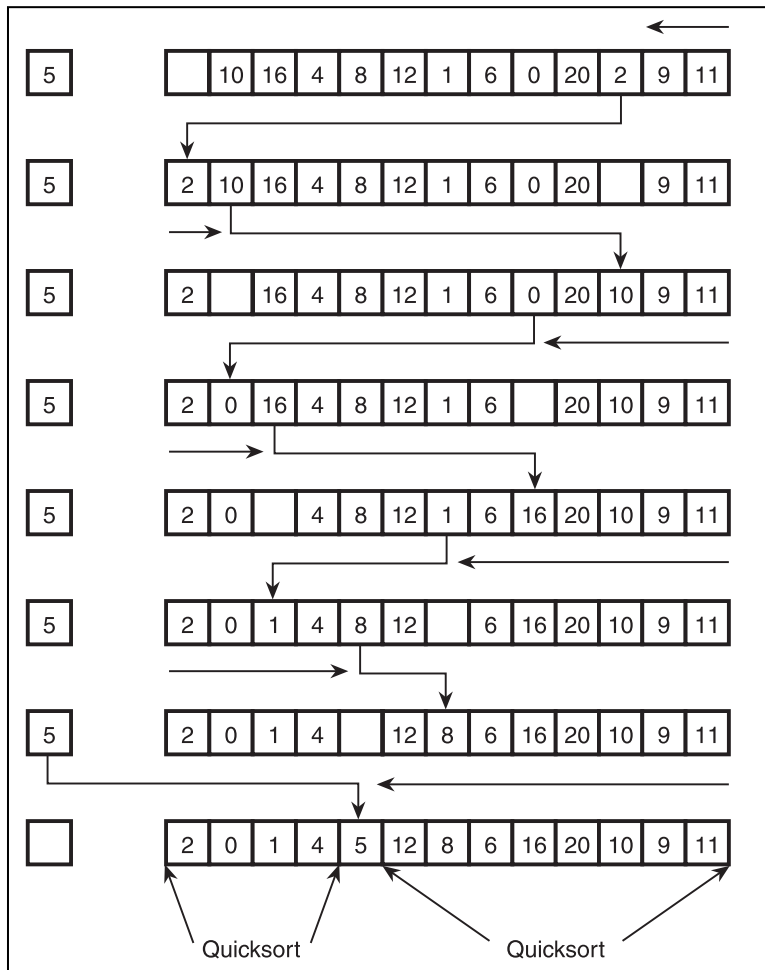 5 10 16 4 8 12 1 6 0 20 2 9 11
5 2 10 16 4 8 12 1 6 0 20 9 11
5 2 16 4 8 12 1 6 0 20 10 9 11
5 2 0 16 4 8 12 1 6 20 10 9 11
5 2 0 4 8 12 1 6 16 20 10 9 11
5 2 0 1 4 8 12 6 16 20 10 9 11
5 2 0 1 4 12 8 6 16 20 10 9 11
2 0 1 4 5 12 8 6 16 20 10 9 11
Quicksort Quicksort